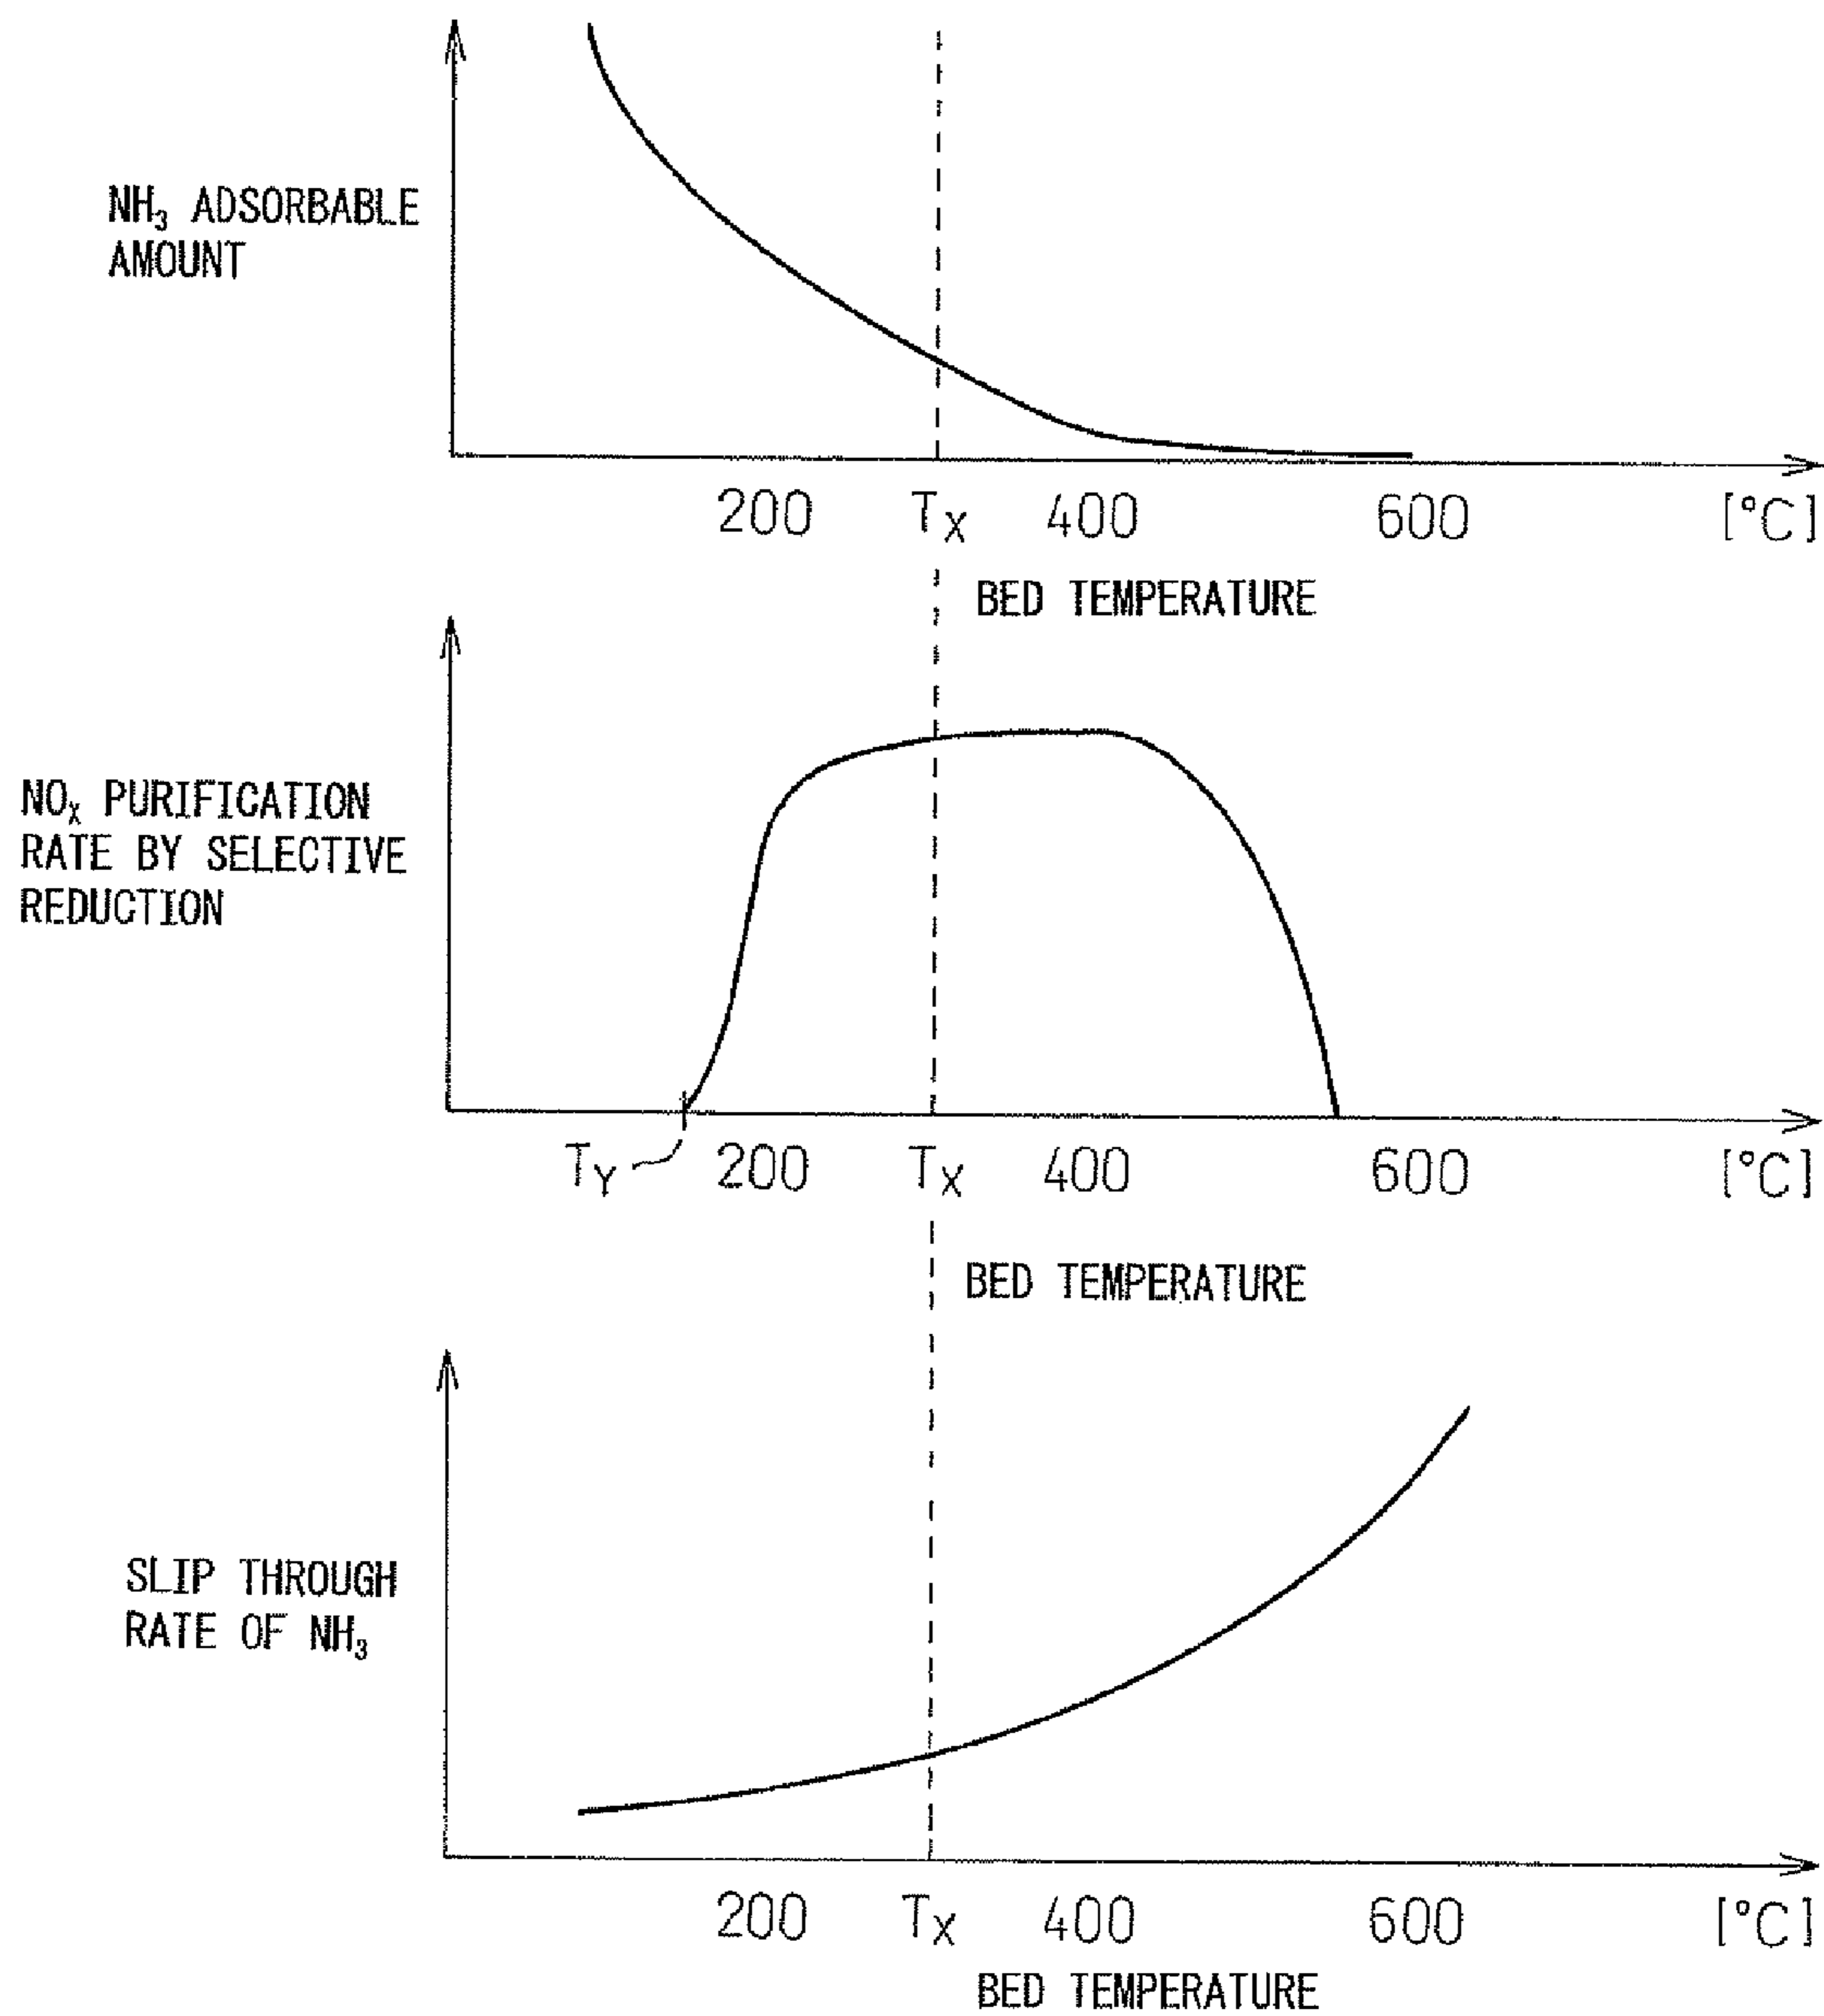 NH₃ ADSORBABLE
AMOUNT
200 Tₓ 400 600 [°C]
BED TEMPERATURE
NOₓ PURIFICATION
RATE BY SELECTIVE
REDUCTION
T_Y 200 Tₓ 400 600 [°C]
BED TEMPERATURE
SLIP THROUGH
RATE OF NH₃
200 Tₓ 400 600 [°C]
BED TEMPERATURE